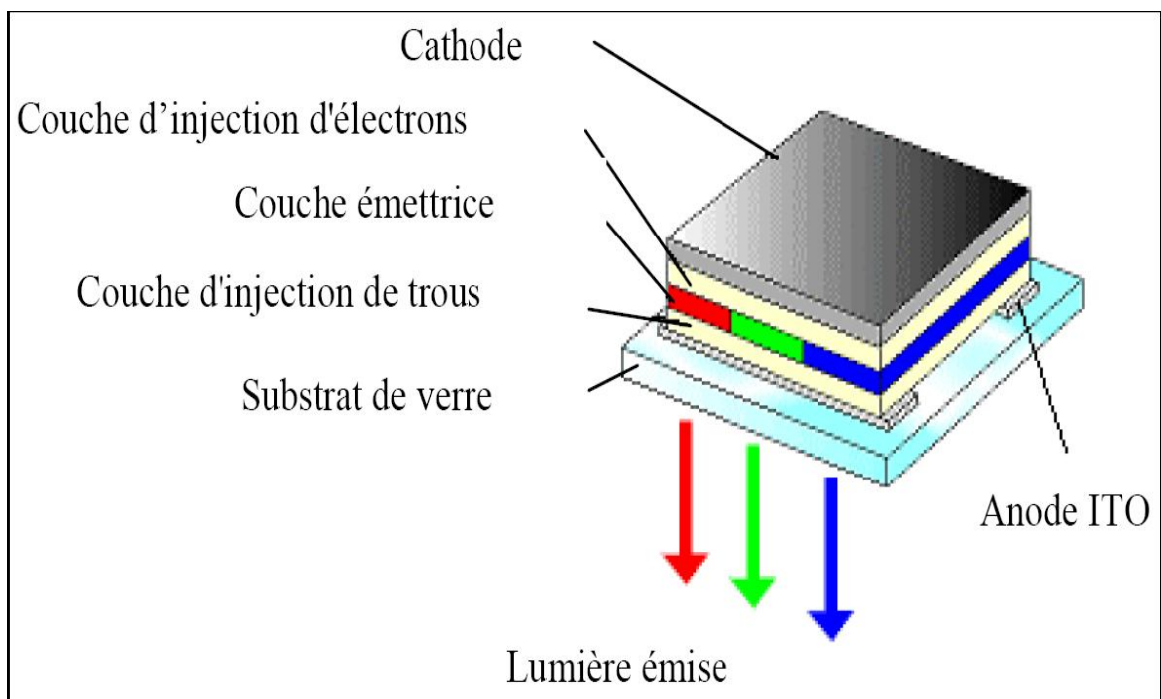 Cathode
Couche d’injection d'électrons
Couche émettrice
Couche d'injection de trous
Substrat de verre
Anode ITO
Lumière émise